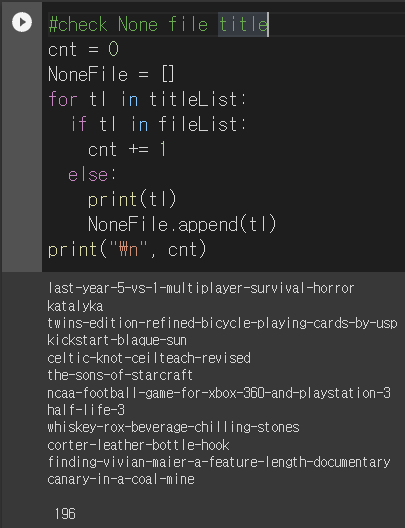 #check None file title
cnt = 0
NoneFile = []
for tl in titleList:
  if tl in fileList:
    cnt += 1
  else:
    print(tl)
    NoneFile.append(tl)
print("₩n", cnt)
last-year-5-vs-1-multiplayer-survival-horror
katalyka
twins-edition-refined-bicycle-playing-cards-by-usp
kickstart-blaque-sun
celtic-knot-ceilteach-revised
the-sons-of-starcraft
ncaa-football-game-for-xbox-360-and-playstation-3
half-life-3
whiskey-rox-beverage-chilling-stones
corter-leather-bottle-hook
finding-vivian-maier-a-feature-length-documentary
canary-in-a-coal-mine
196